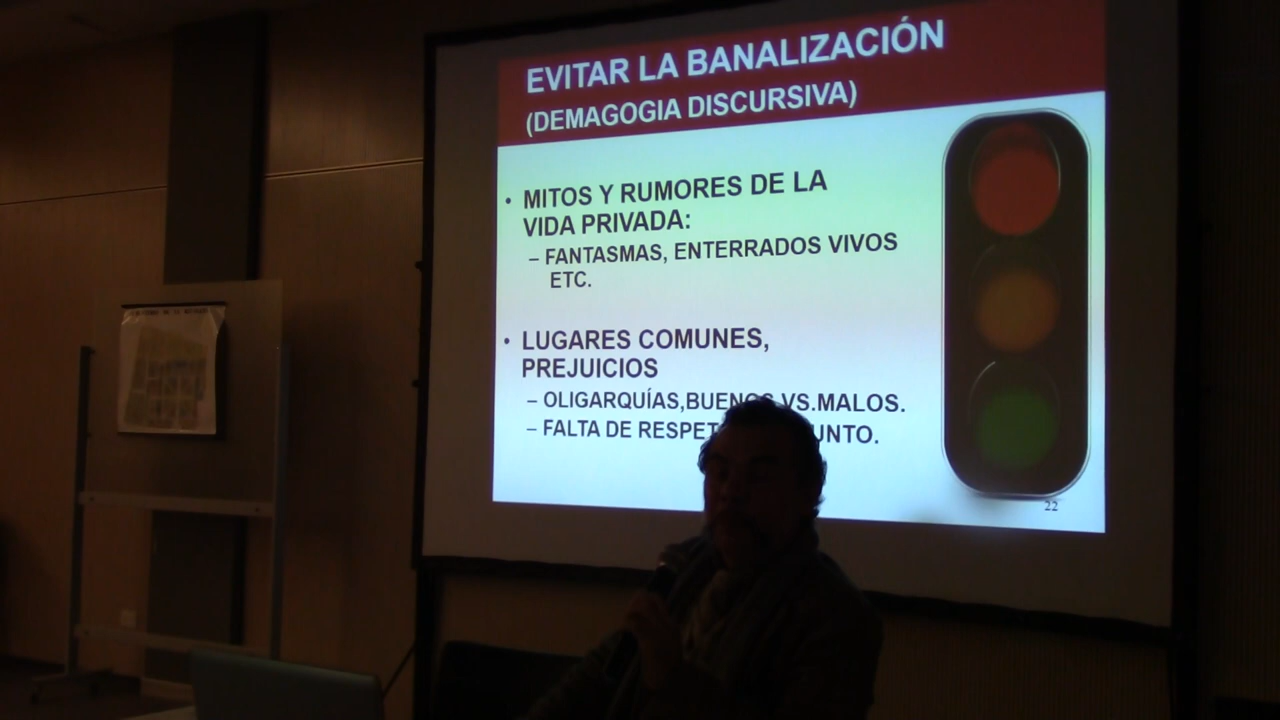 EVITAR LA BANALIZACIÓN
(DEMAGOGIA DISCURSIVA)
• MITOS Y RUMORES DE LA
VIDA PRIVADA:
– FANTASMAS, ENTERRADOS VIVOS
ETC.
• LUGARES COMUNES,
PREJUICIOS
– OLIGARQUÍAS,BUENOS VS.MALOS.
– FALTA DE
22